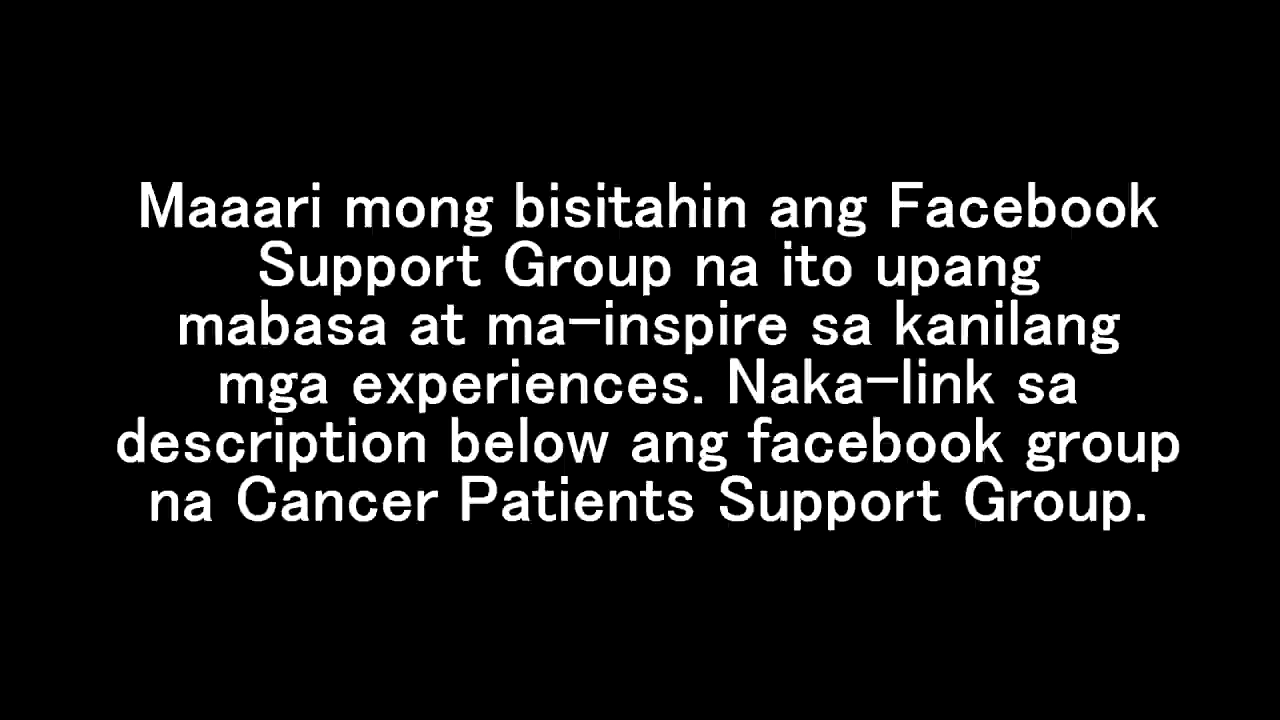 Maaari mong bisitahin ang Facebook
Support Group na ito upang
mabasa at ma-inspire sa kanilang
mga experiences. Naka-link sa
description below ang facebook group
na Cancer Patients Support Group.